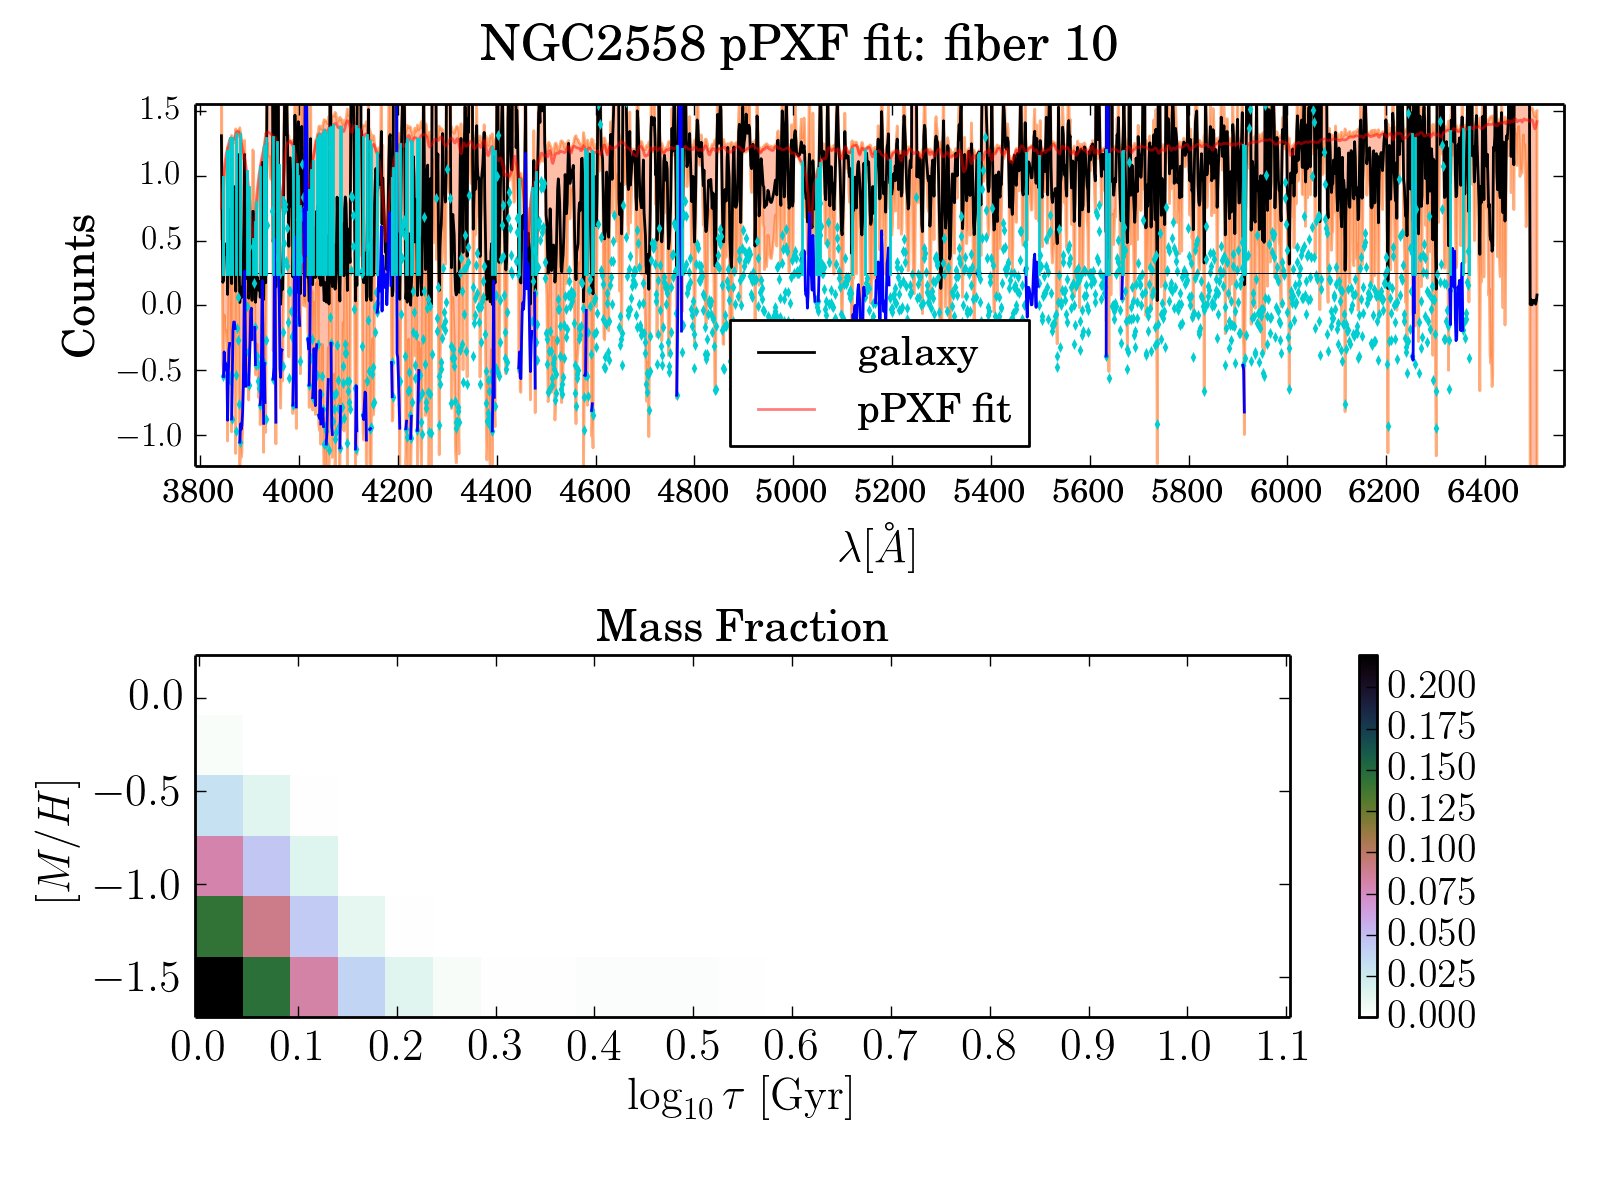 NGC2558 pPXF fit: fiber 10
1.5
1.0
0.5
0.0
−0.5
−1.0
Counts
galaxy
pPXF fit
3800 4000 4200 4400 4600 4800 5000 5200 5400 5600 5800 6000 6200 6400
λ[Å]
Mass Fraction
0.0
−0.5
−1.0
−1.5
[M/H]
0.0 0.1 0.2 0.3 0.4 0.5 0.6 0.7 0.8 0.9 1.0 1.1
log₁₀ τ [Gyr]
0.200
0.175
0.150
0.125
0.100
0.075
0.050
0.025
0.000